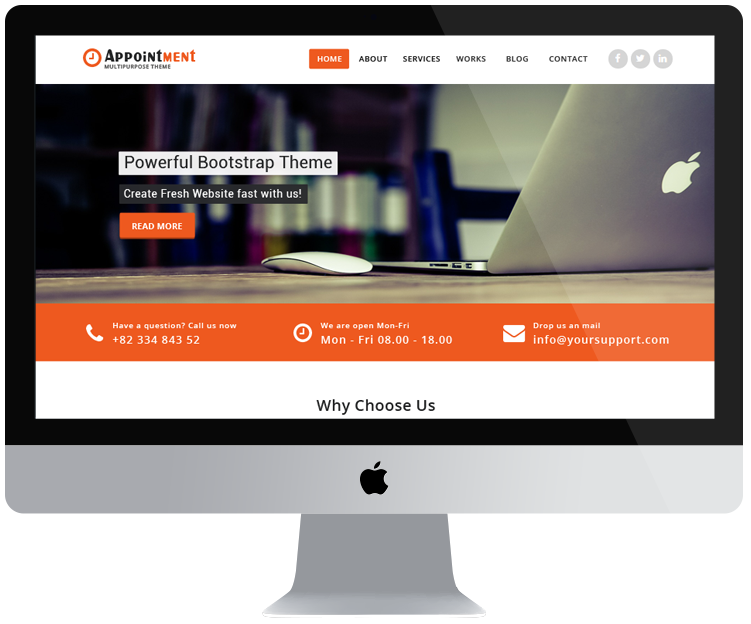 APPOINTMENT
MULTIPURPOSE THEME
HOME ABOUT SERVICES WORKS BLOG CONTACT
Powerful Bootstrap Theme
Create Fresh Website fast with us!
READ MORE
Have a question? Call us now
+82 334 843 52
We are open Mon-Fri
Mon - Fri 08.00 - 18.00
Drop us an mail
info@yoursupport.com
Why Choose Us